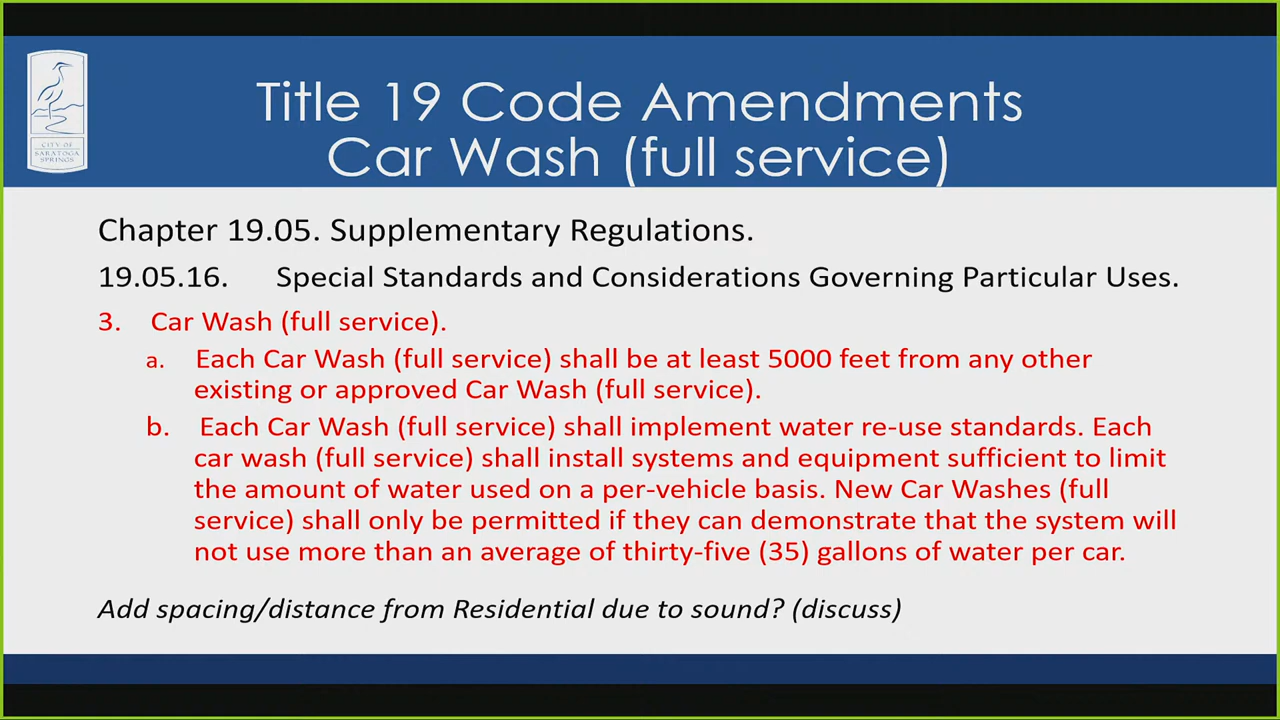 CITY OF
SARATOGA
SPRINGS
Title 19 Code Amendments
Car Wash (full service)
Chapter 19.05. Supplementary Regulations.
19.05.16. Special Standards and Considerations Governing Particular Uses.
3. Car Wash (full service).
a. Each Car Wash (full service) shall be at least 5000 feet from any other
existing or approved Car Wash (full service).
b. Each Car Wash (full service) shall implement water re-use standards. Each
car wash (full service) shall install systems and equipment sufficient to limit
the amount of water used on a per-vehicle basis. New Car Washes (full
service) shall only be permitted if they can demonstrate that the system will
not use more than an average of thirty-five (35) gallons of water per car.
Add spacing/distance from Residential due to sound? (discuss)